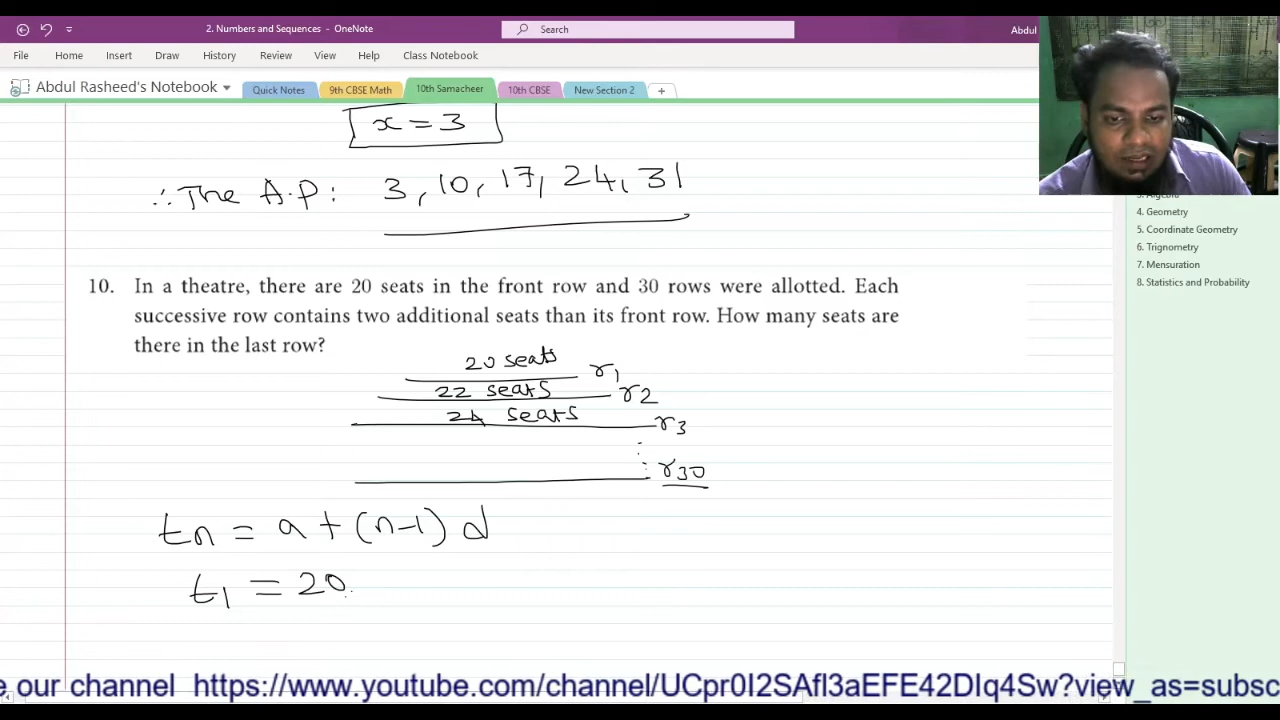 2. Numbers and Sequences - OneNote
Search
Abdul
File Home Insert Draw History Review View Help Class Notebook
Abdul Rasheed's Notebook
Quick Notes 9th CBSE Math 10th Samacheer 10th CBSE New Section 2 +
4. Geometry
5. Coordinate Geometry
6. Trignometry
7. Mensuration
8. Statistics and Probability
x = 3
∴ The A.P: 3, 10, 17, 24, 31
10. In a theatre, there are 20 seats in the front row and 30 rows were allotted. Each
successive row contains two additional seats than its front row. How many seats are
there in the last row?
20 seats r1
22 seats r2
24 seats r3
r30
tn = a + (n-1) d
t1 = 20
e our channel https://www.youtube.com/channel/UCpr0I2SAfl3aEFE42DIq4Sw?view_as=subsc